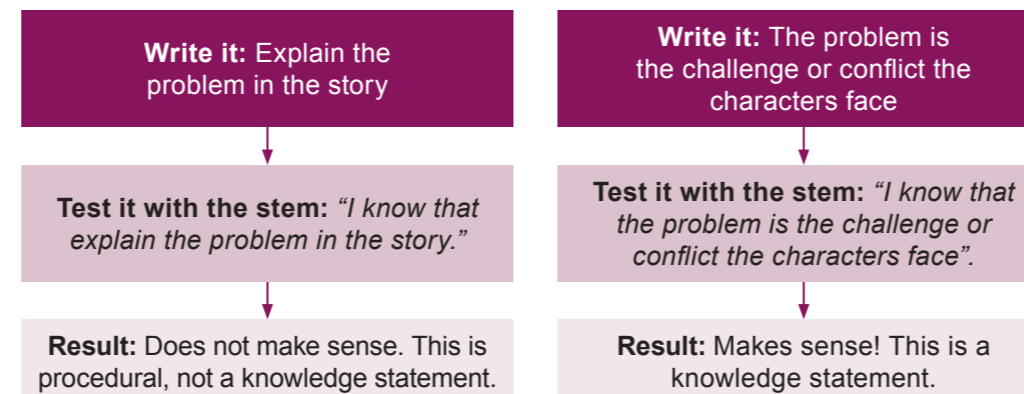 Write it: Explain the
problem in the story
Test it with the stem: “I know that
explain the problem in the story.”
Result: Does not make sense. This is
procedural, not a knowledge statement.
Write it: The problem is
the challenge or conflict the
characters face
Test it with the stem: “I know that
the problem is the challenge or
conflict the characters face”.
Result: Makes sense! This is a
knowledge statement.